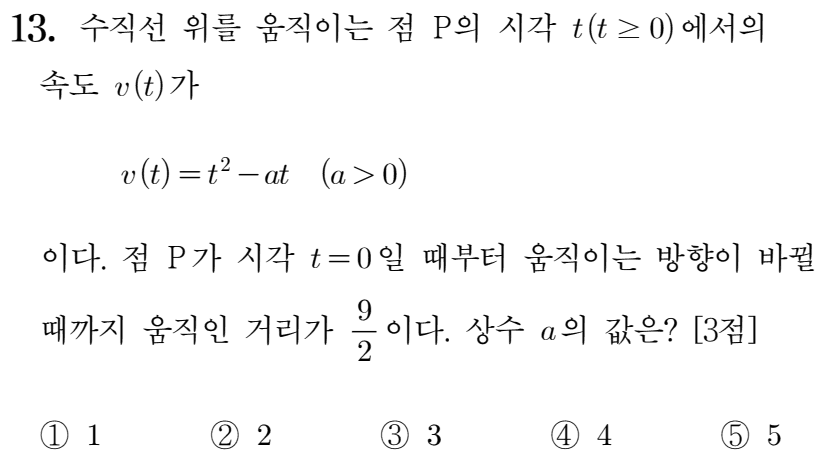 13. 수직선 위를 움직이는 점 P의 시각 t(t ≥ 0)에서의
속도 v(t)가
v(t) = t² − at (a > 0)
이다. 점 P가 시각 t = 0일 때부터 움직이는 방향이 바뀔
때까지 움직인 거리가 9/2이다. 상수 a의 값은? [3점]
① 1 ② 2 ③ 3 ④ 4 ⑤ 5